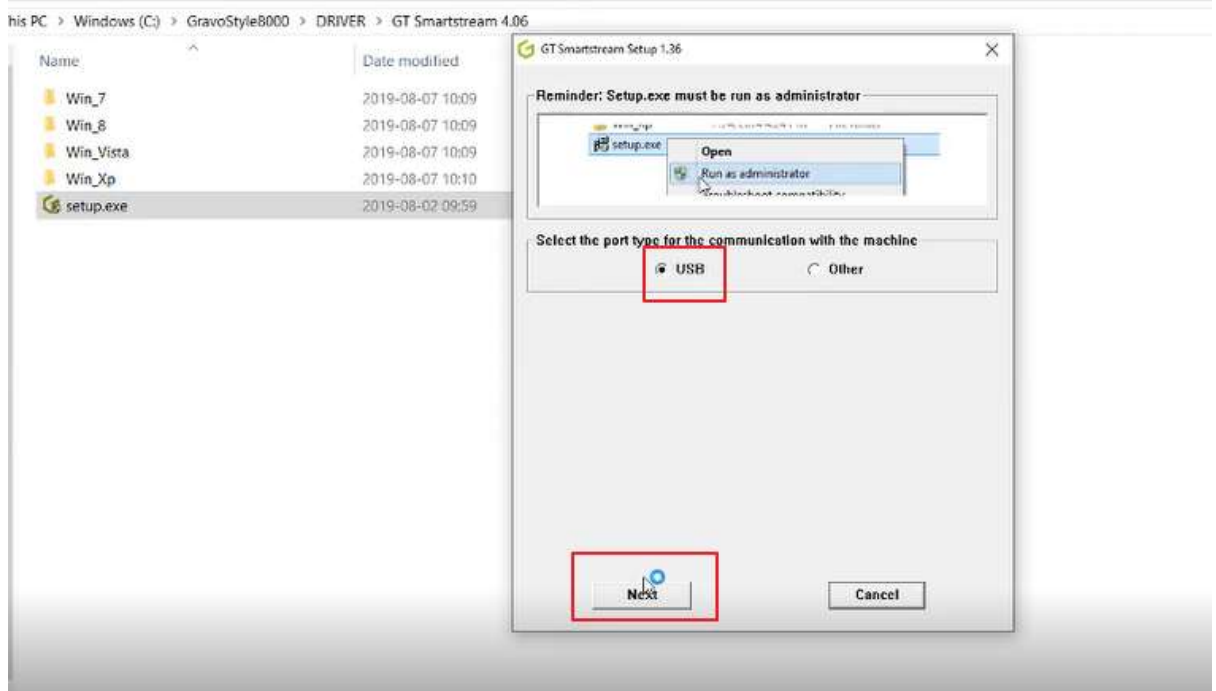 his PC > Windows (C:) > GravoStyle8000 > DRIVER > GT Smartstream 4.06
Name
Date modified
Win_7
2019-08-07 10:09
Win_8
2019-08-07 10:09
Win_Vista
2019-08-07 10:09
Win_Xp
2019-08-07 10:10
setup.exe
2019-08-02 09:59
GT Smartstream Setup 1.36
Reminder: Setup.exe must be run as administrator
setup.exe
Open
Run as administrator
Troubleshoot compatibility
Select the port type for the communication with the machine
USB
Other
Next
Cancel